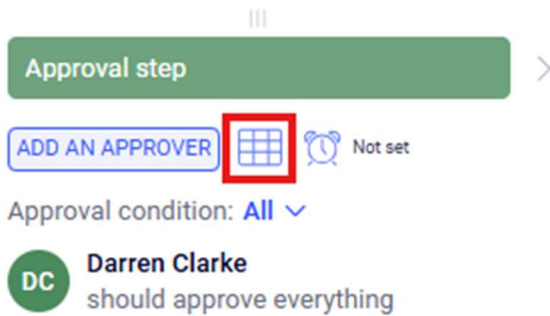 Approval step
ADD AN APPROVER Not set
Approval condition: All
DC Darren Clarke
should approve everything